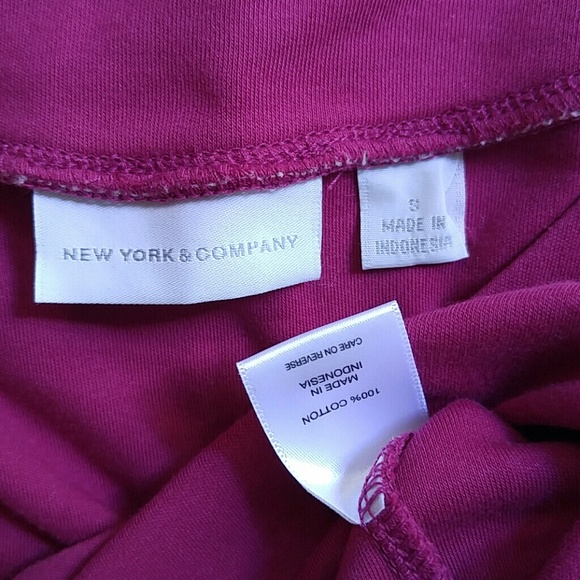 NEW YORK & COMPANY
S
MADE IN
INDONESIA
100% COTTON
MADE IN
INDONESIA
CARE ON REVERSE